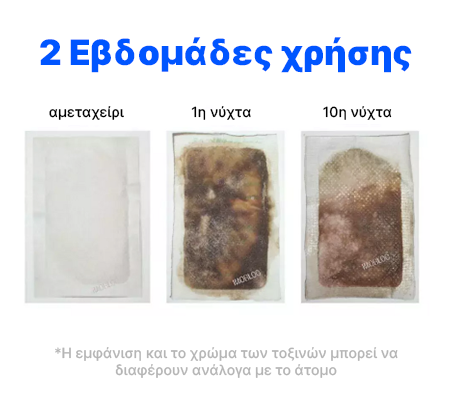 2 Εβδομάδες χρήσης
αμεταχείρι
1η νύχτα
10η νύχτα
*Η εμφάνιση και το χρώμα των τοξινών μπορεί να
διαφέρουν ανάλογα με το άτομο